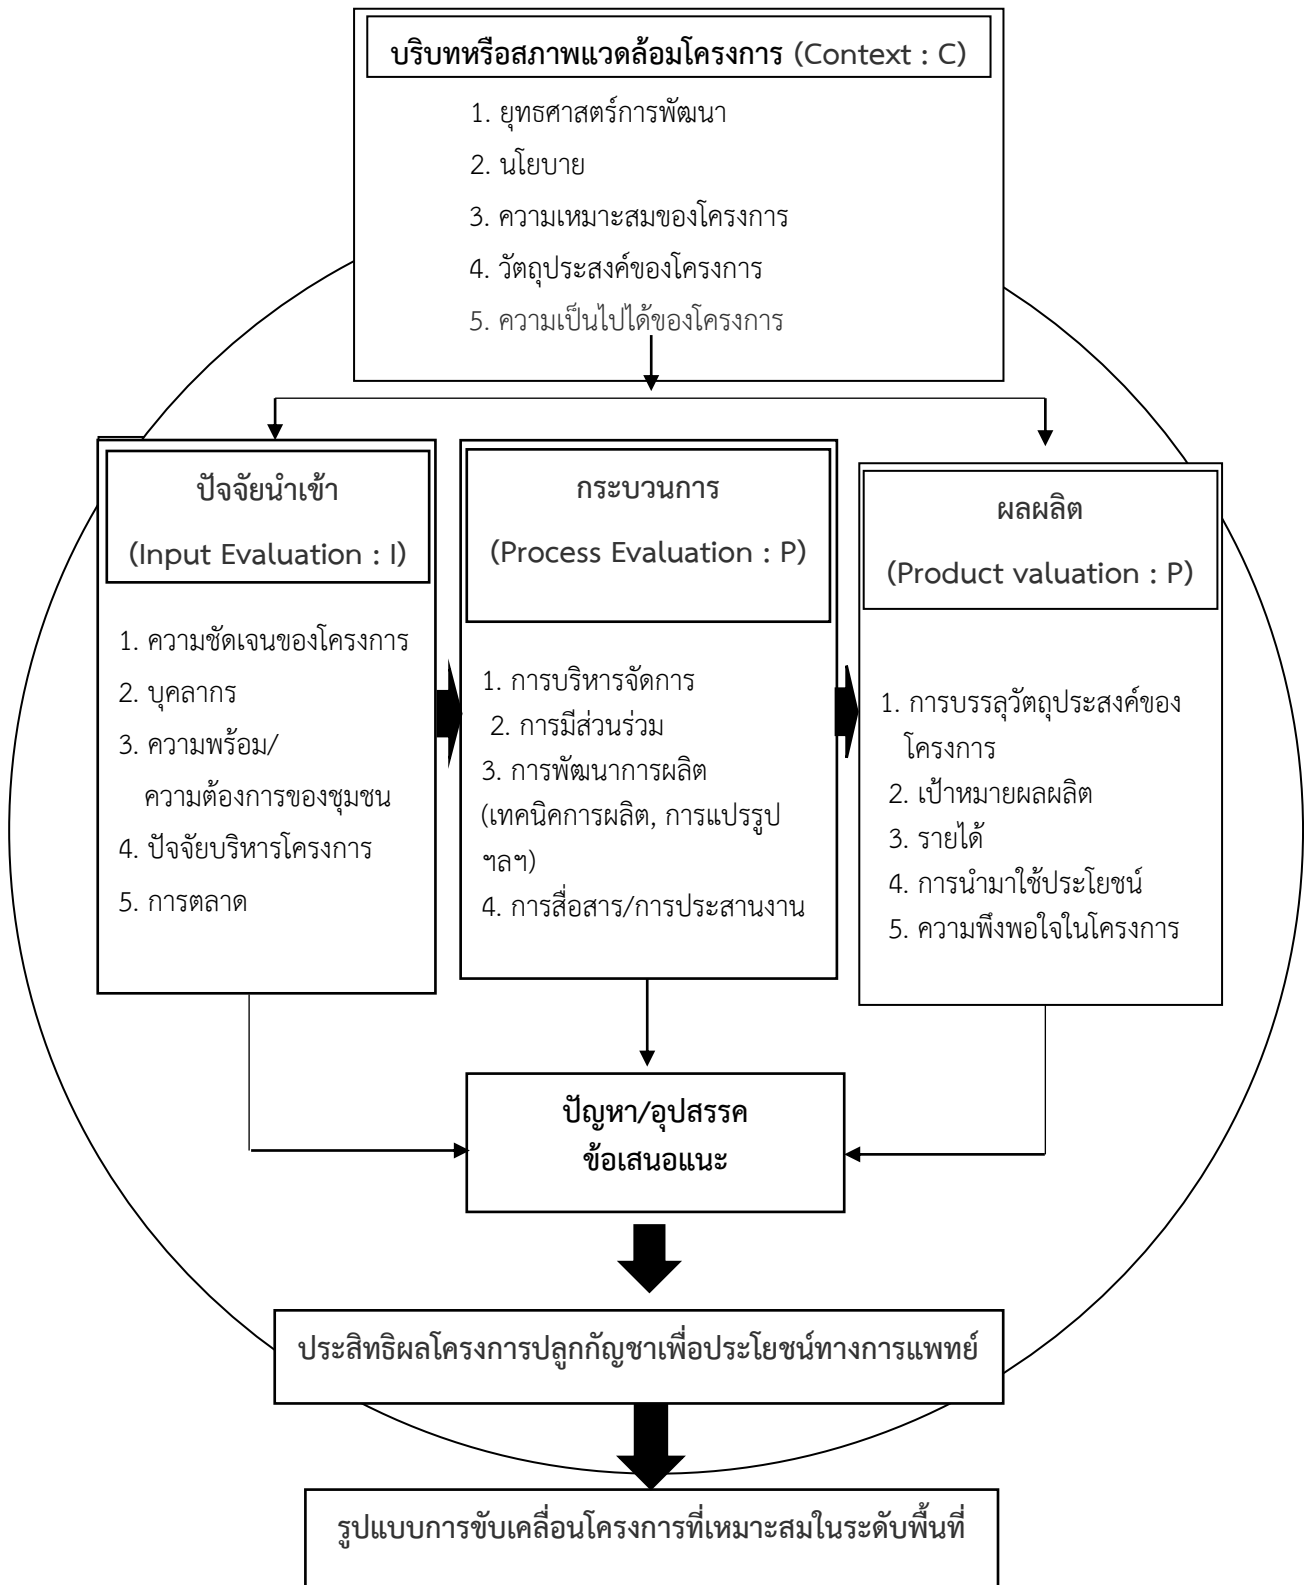 บริบทหรือสภาพแวดล้อมโครงการ (Context : C)
1. ยุทธศาสตร์การพัฒนา
2. นโยบาย
3. ความเหมาะสมของโครงการ
4. วัตถุประสงค์ของโครงการ
5. ความเป็นไปได้ของโครงการ
ปัจจัยนำเข้า
(Input Evaluation : I)
1. ความชัดเจนของโครงการ
2. บุคลากร
3. ความพร้อม/
ความต้องการของชุมชน
4. ปัจจัยบริหารโครงการ
5. การตลาด
กระบวนการ
(Process Evaluation : P)
1. การบริหารจัดการ
2. การมีส่วนร่วม
3. การพัฒนาการผลิต
(เทคนิคการผลิต, การแปรรูป
ฯลฯ)
4. การสื่อสาร/การประสานงาน
ผลผลิต
(Product valuation : P)
1. การบรรลุวัตถุประสงค์ของ
โครงการ
2. เป้าหมายผลผลิต
3. รายได้
4. การนำมาใช้ประโยชน์
5. ความพึงพอใจในโครงการ
ปัญหา/อุปสรรค
ข้อเสนอแนะ
ประสิทธิผลโครงการปลูกกัญชาเพื่อประโยชน์ทางการแพทย์
รูปแบบการขับเคลื่อนโครงการที่เหมาะสมในระดับพื้นที่